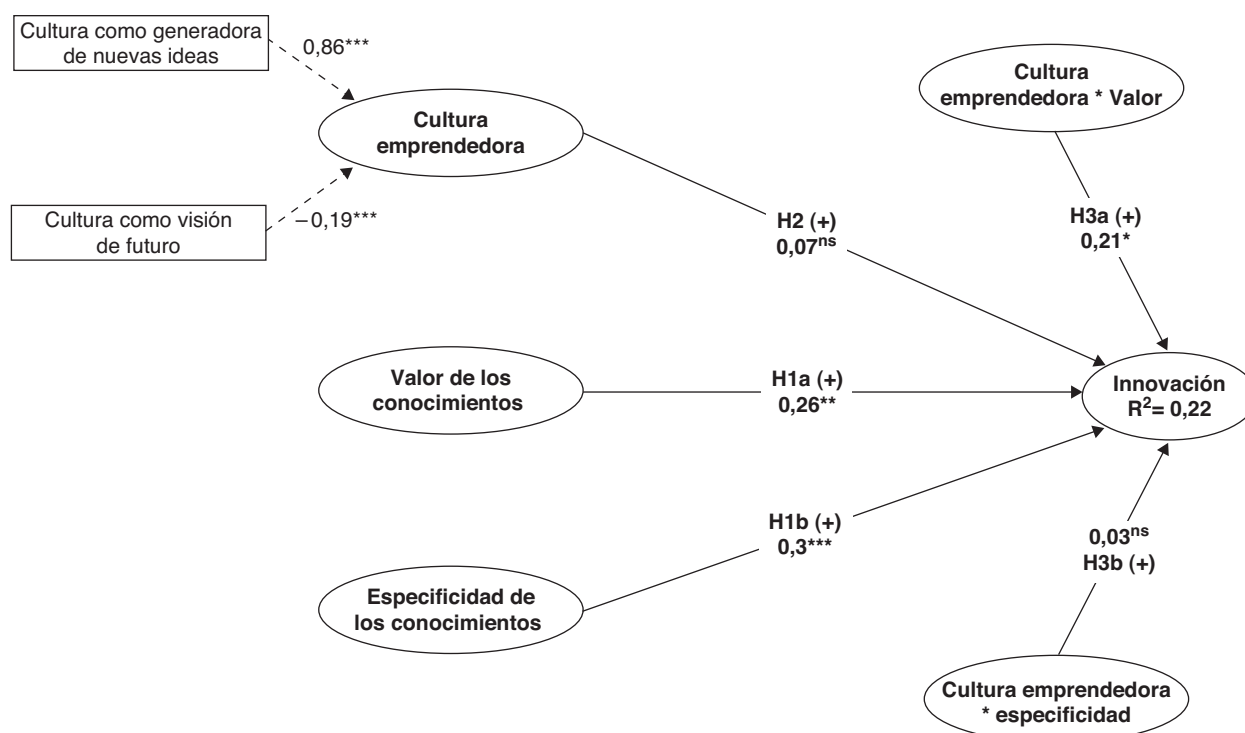 Cultura como generadora
de nuevas ideas
0,86***
Cultura
emprendedora
Cultura como visión
de futuro
−0,19***
Cultura
emprendedora * Valor
H2 (+)
0,07ns
H3a (+)
0,21*
Valor de los
conocimientos
H1a (+)
0,26**
Innovación
R2= 0,22
H1b (+)
0,3***
Especificidad de
los conocimientos
0,03ns
H3b (+)
Cultura emprendedora
* especificidad